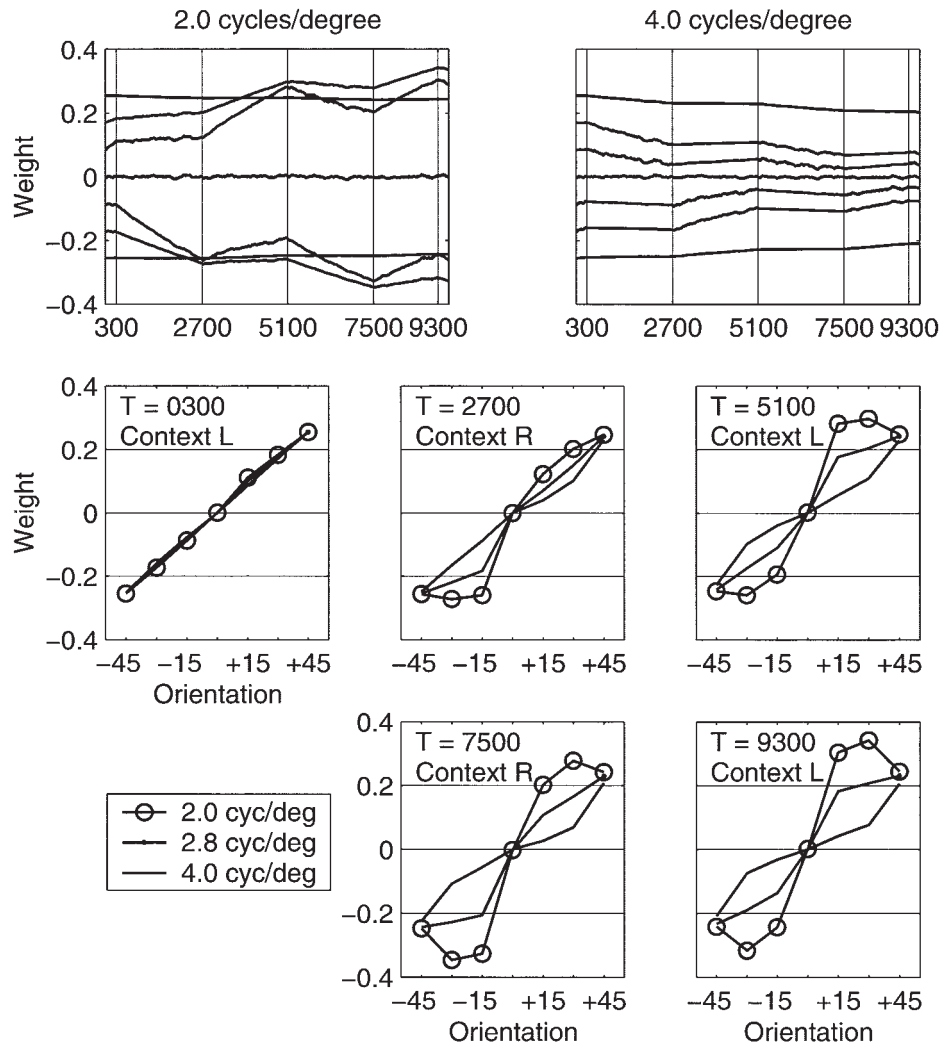 2.0 cycles/degree 4.0 cycles/degree
0.4
0.2
0
−0.2
−0.4
Weight
300 2700 5100 7500 9300 300 2700 5100 7500 9300
0.4
0.2
0
−0.2
−0.4
Weight
T = 0300 T = 2700 T = 5100
Context L Context R Context L
−45 −15 +15 +45 −45 −15 +15 +45 −45 −15 +15 +45
Orientation
0.4
0.2
0
−0.2
−0.4
T = 7500 T = 9300
Context R Context L
2.0 cyc/deg
2.8 cyc/deg
4.0 cyc/deg
−45 −15 +15 +45 −45 −15 +15 +45
Orientation Orientation